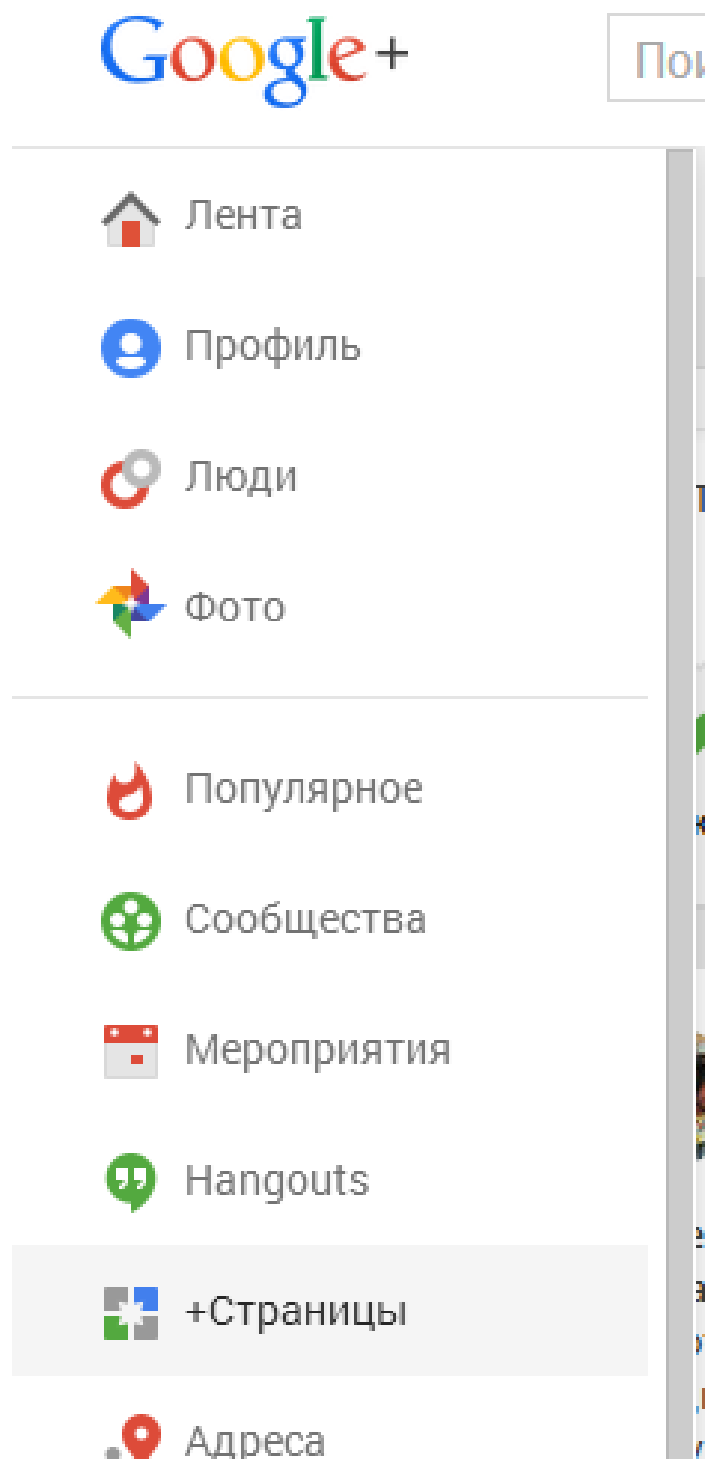 Google+
Лента
Профиль
Люди
Фото
Популярное
Сообщества
Мероприятия
Hangouts
+Страницы
Адреса